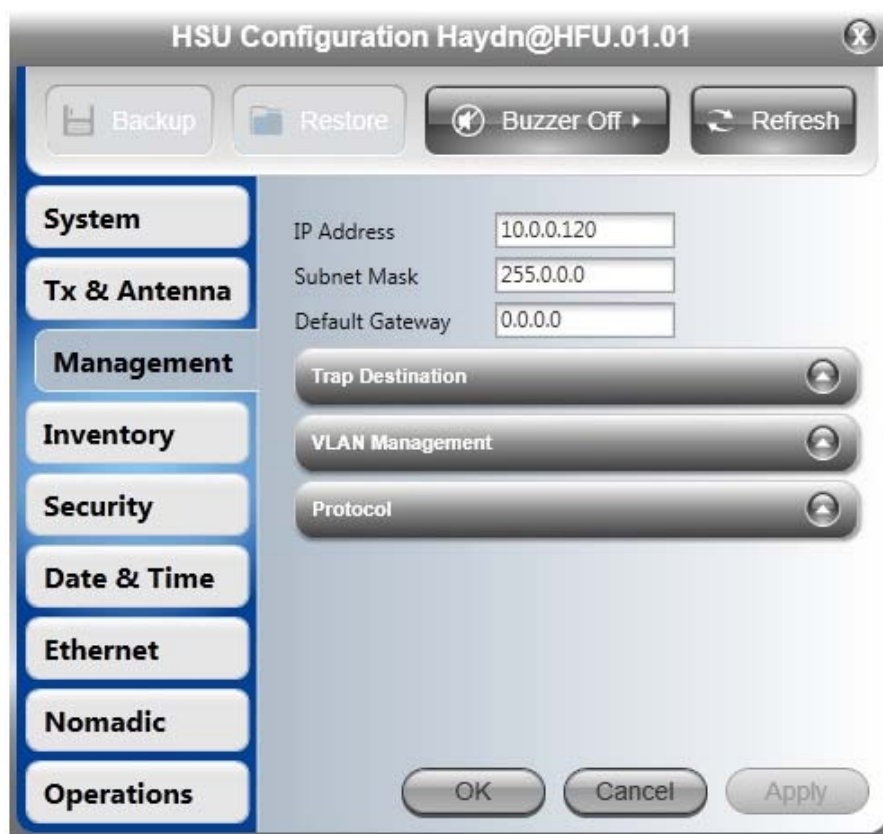 HSU Configuration Haydn@HFU.01.01
X
Backup
Restore
Buzzer Off
Refresh
System
Tx & Antenna
Management
Inventory
Security
Date & Time
Ethernet
Nomadic
Operations
IP Address 10.0.0.120
Subnet Mask 255.0.0.0
Default Gateway 0.0.0.0
Trap Destination
VLAN Management
Protocol
OK
Cancel
Apply